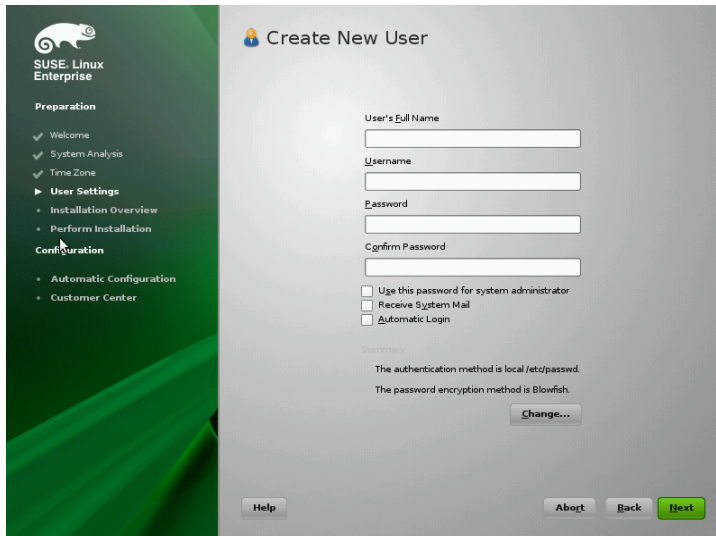 SUSE. Linux
Enterprise
Preparation
Welcome
System Analysis
Time Zone
User Settings
Installation Overview
Perform Installation
Configuration
Automatic Configuration
Customer Center
Create New User
User's Full Name
Username
Password
Confirm Password
Use this password for system administrator
Receive System Mail
Automatic Login
Summary
The authentication method is local /etc/passwd.
The password encryption method is Blowfish.
Change...
Help
Abort
Back
Next